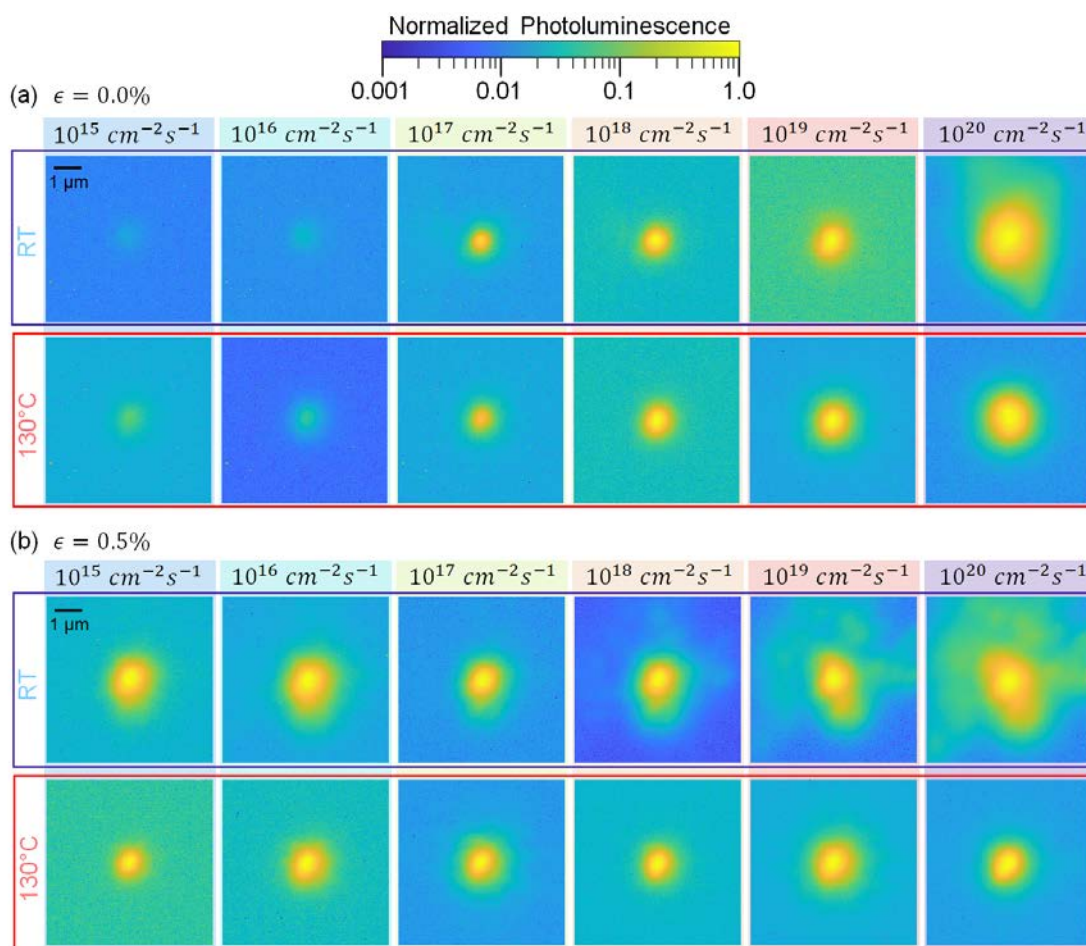 Normalized Photoluminescence
0.001 0.01 0.1 1.0
(a) ϵ = 0.0%
10¹⁵ cm⁻²s⁻¹ 10¹⁶ cm⁻²s⁻¹ 10¹⁷ cm⁻²s⁻¹ 10¹⁸ cm⁻²s⁻¹ 10¹⁹ cm⁻²s⁻¹ 10²⁰ cm⁻²s⁻¹
1 μm
RT
130°C
(b) ϵ = 0.5%
10¹⁵ cm⁻²s⁻¹ 10¹⁶ cm⁻²s⁻¹ 10¹⁷ cm⁻²s⁻¹ 10¹⁸ cm⁻²s⁻¹ 10¹⁹ cm⁻²s⁻¹ 10²⁰ cm⁻²s⁻¹
1 μm
RT
130°C